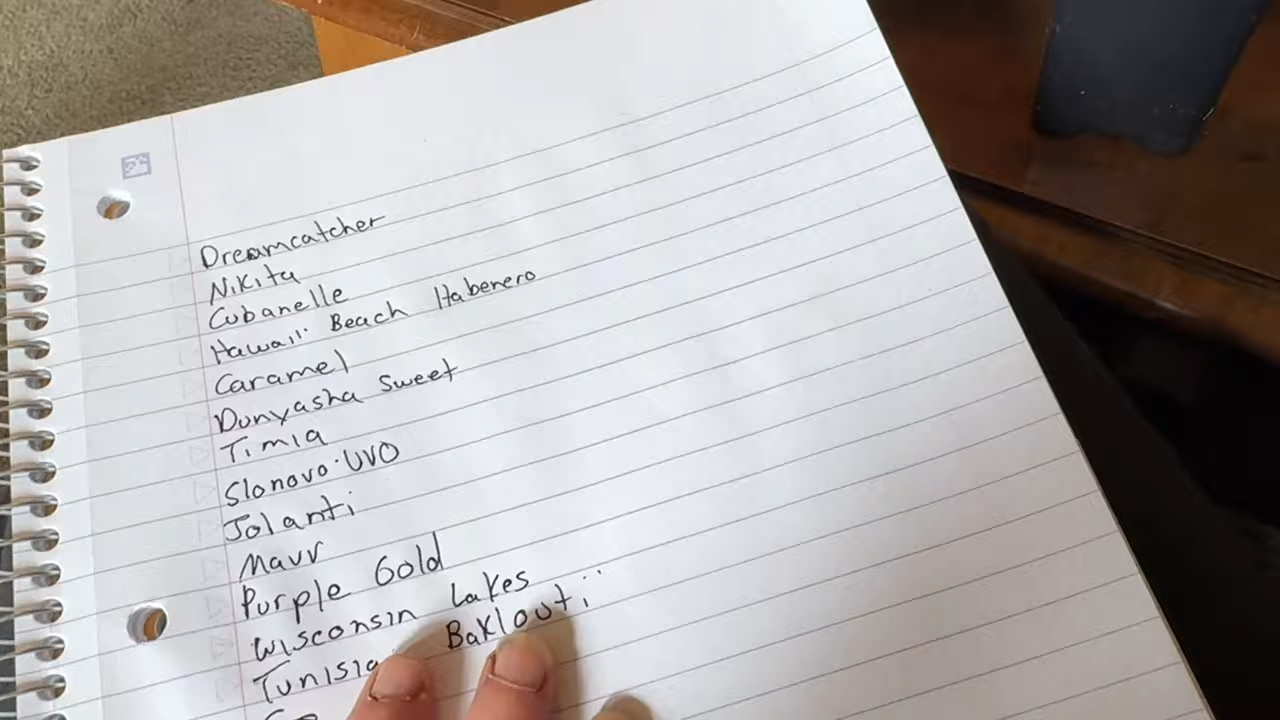 Dreamcatcher
Nikita
Cubanelle
Hawaii Beach Habenero
Caramel
Dunyasha Sweet
Timia
Slonovo-UVO
Jolanti
Mavr
Purple Gold
Wisconsin Lakes
Baklouti